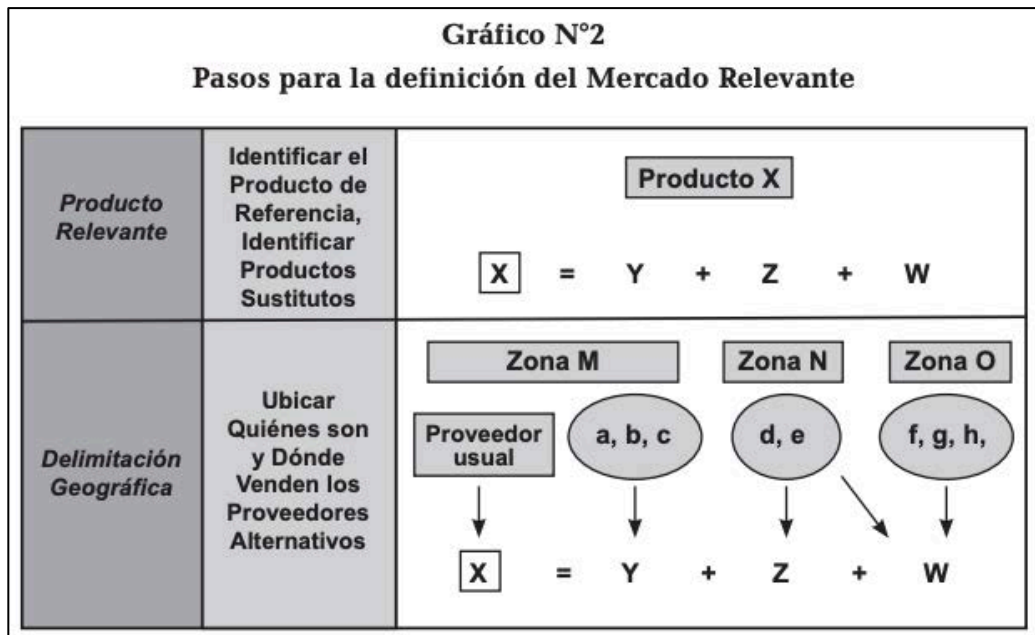 Gráfico N°2
Pasos para la definición del Mercado Relevante
Producto
Relevante
Identificar el
Producto de
Referencia,
Identificar
Productos
Sustitutos
Producto X
X = Y + Z + W
Delimitación
Geográfica
Ubicar
Quiénes son
y Dónde
Venden los
Proveedores
Alternativos
Zona M Zona N Zona O
Proveedor
usual
a, b, c
d, e
f, g, h,
X = Y + Z + W